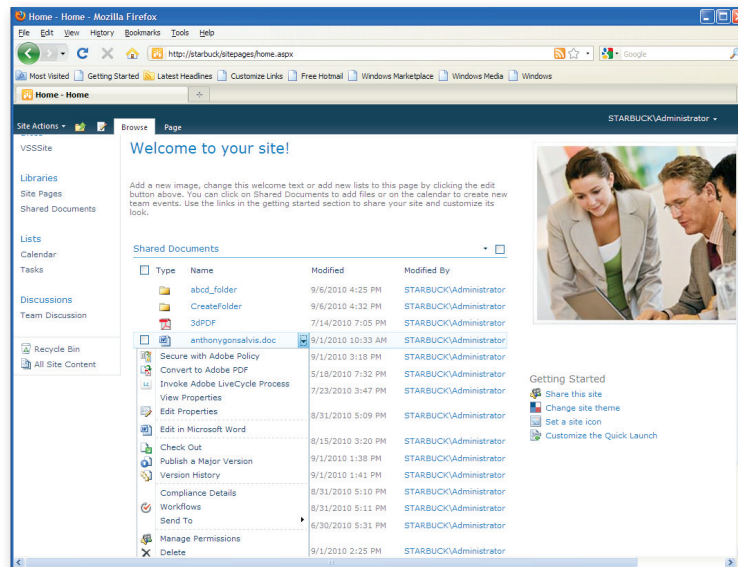 Home - Home - Mozilla Firefox
File Edit View History Bookmarks Tools Help
http://starbuck/sitepages/home.aspx
Google
Most Visited Getting Started Latest Headlines Customize Links Free Hotmail Windows Marketplace Windows Media Windows
Home - Home
STARBUCK\Administrator
Site Actions Browse Page
VSSSite
Libraries
Site Pages
Shared Documents
Lists
Calendar
Tasks
Discussions
Team Discussion
Recycle Bin
All Site Content
Welcome to your site!
Add a new image, change this welcome text or add new lists to this page by clicking the edit
button above. You can click on Shared Documents to add files or on the calendar to create new
team events. Use the links in the getting started section to share your site and customize its
look.
Shared Documents
Type Name Modified Modified By
abcd_folder 9/6/2010 4:25 PM STARBUCK\Administrator
CreateFolder 9/6/2010 4:32 PM STARBUCK\Administrator
3dPDF 7/14/2010 7:05 PM STARBUCK\Administrator
anthonygonsalvis.doc 9/1/2010 10:33 AM STARBUCK\Administrator
Secure with Adobe Policy 9/1/2010 3:18 PM STARBUCK\Administrator
Convert to Adobe PDF 5/18/2010 7:32 PM STARBUCK\Administrator
Invoke Adobe LiveCycle Process 7/23/2010 3:47 PM STARBUCK\Administrator
View Properties
Edit Properties 8/31/2010 5:09 PM STARBUCK\Administrator
Edit in Microsoft Word
Check Out 8/15/2010 3:20 PM STARBUCK\Administrator
Publish a Major Version 9/1/2010 1:38 PM STARBUCK\Administrator
Version History 9/1/2010 1:41 PM STARBUCK\Administrator
Compliance Details 8/31/2010 5:10 PM STARBUCK\Administrator
Workflows 8/31/2010 5:11 PM STARBUCK\Administrator
Send To 6/30/2010 5:31 PM STARBUCK\Administrator
Manage Permissions
Delete 9/1/2010 2:25 PM STARBUCK\Administrator
Getting Started
Share this site
Change site theme
Set a site icon
Customize the Quick Launch